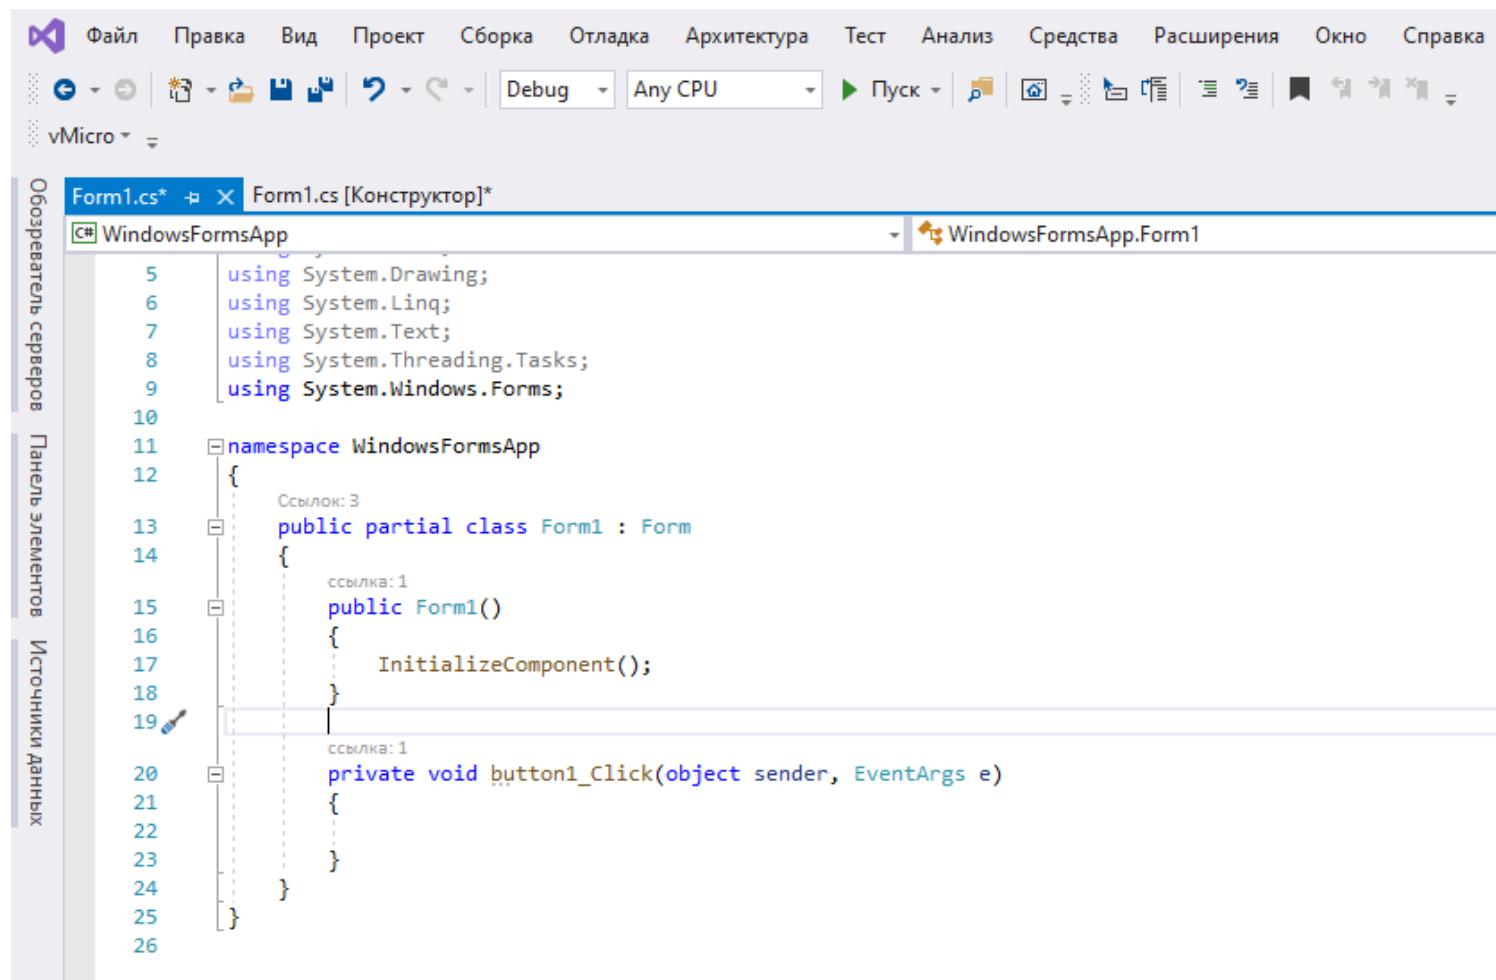 Файл Правка Вид Проект Сборка Отладка Архитектура Тест Анализ Средства Расширения Окно Справка
Debug Any CPU Пуск
vMicro
Обозреватель серверов
Панель элементов
Источники данных
Form1.cs* Form1.cs [Конструктор]*
C# WindowsFormsApp WindowsFormsApp.Form1
5 using System.Drawing;
6 using System.Linq;
7 using System.Text;
8 using System.Threading.Tasks;
9 using System.Windows.Forms;
10
11 namespace WindowsFormsApp
12 {
Ссылок: 3
13 public partial class Form1 : Form
14 {
ссылка: 1
15 public Form1()
16 {
17 InitializeComponent();
18 }
19
ссылка: 1
20 private void button1_Click(object sender, EventArgs e)
21 {
22
23 }
24 }
25 }
26